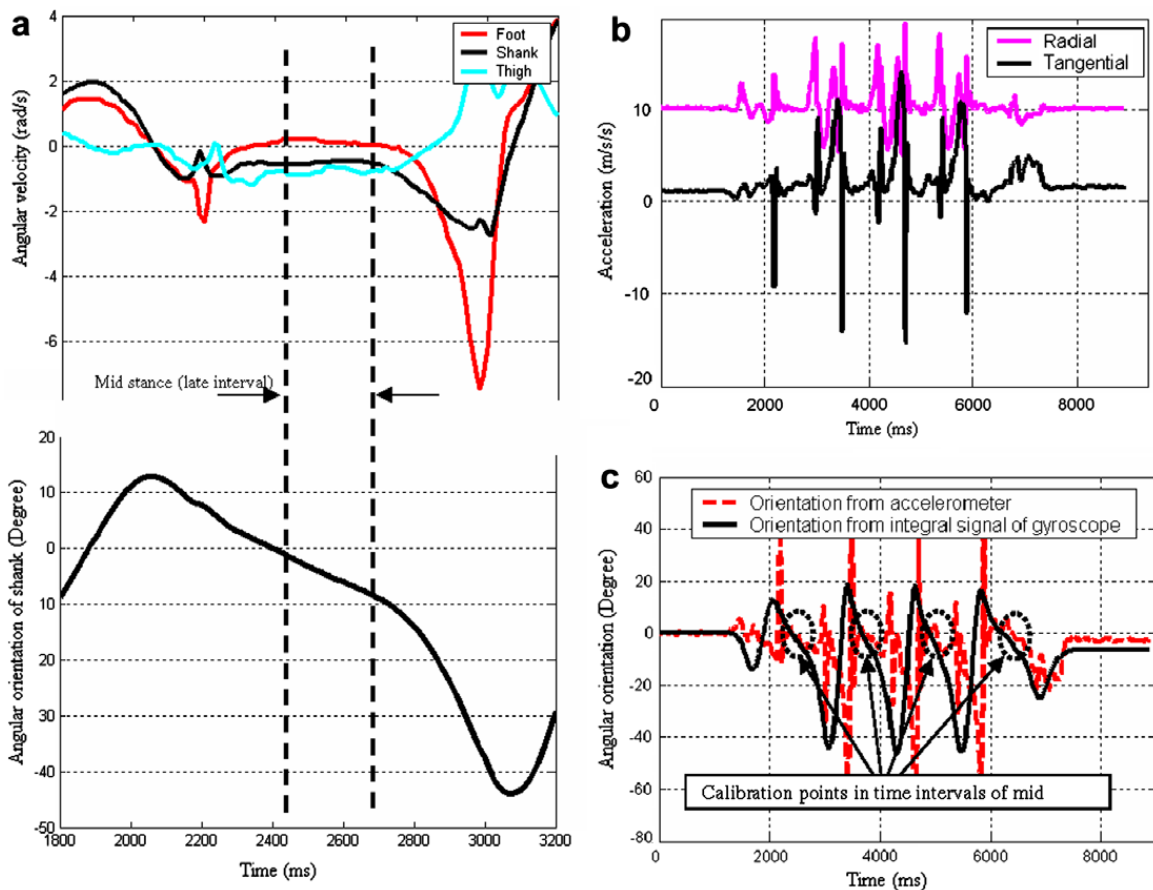 a
4
2
0
-2
-4
-6
Angular velocity (rad/s)
Foot
Shank
Thigh
Mid stance (late interval)
20
10
0
10
20
30
-40
-50
Angular orientation of shank (Degree)
1800 2000 2200 2400 2600 2800 3000 3200
Time (ms)
b
20
10
0
-10
-20
Acceleration (m/s/s)
Radial
Tangential
0 2000 4000 6000 8000
Time (ms)
c
60
40
20
0
-20
-40
-60
-80
Angular orientation (Degree)
Orientation from accelerometer
Orientation from integral signal of gyroscope
Calibration points in time intervals of mid
0 2000 4000 6000 8000
Time (ms)